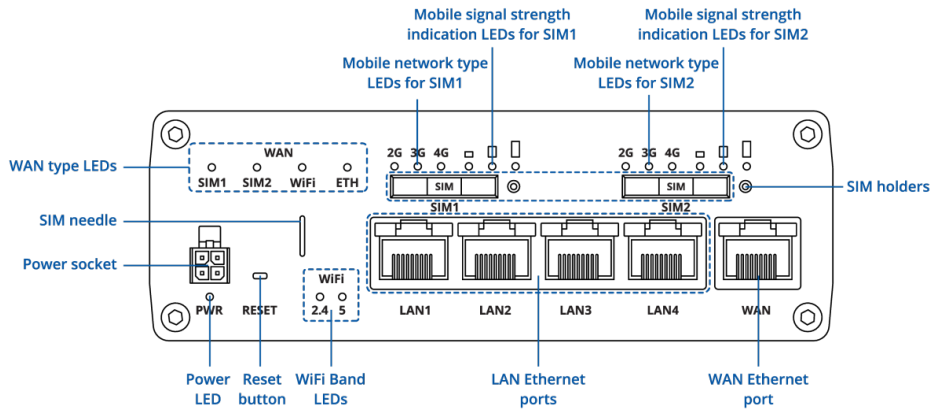 Mobile signal strength
indication LEDs for SIM1
Mobile signal strength
indication LEDs for SIM2
Mobile network type
LEDs for SIM1
Mobile network type
LEDs for SIM2
WAN type LEDs
WAN
SIM1 SIM2 WiFi ETH
2G 3G 4G
SIM
SIM1
2G 3G 4G
SIM
SIM2
SIM holders
SIM needle
Power socket
PWR
RESET
WiFi
2.4 5
LAN1 LAN2 LAN3 LAN4 WAN
Power
LED
Reset
button
WiFi Band
LEDs
LAN Ethernet
ports
WAN Ethernet
port